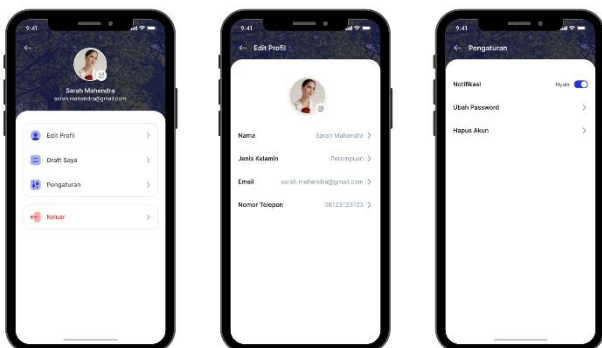 9:41
Sarah Mahendra
sarah.mahendra@gmail.com
Edit Profil
Draft Saya
Pengaturan
Keluar
9:41
Edit Profil
Nama Sarah Mahendra
Jenis Kelamin Perempuan
Email sarah.mahendra@gmail.com
Nomor Telepon 08123123123
9:41
Pengaturan
Notifikasi Nyala
Ubah Password
Hapus Akun